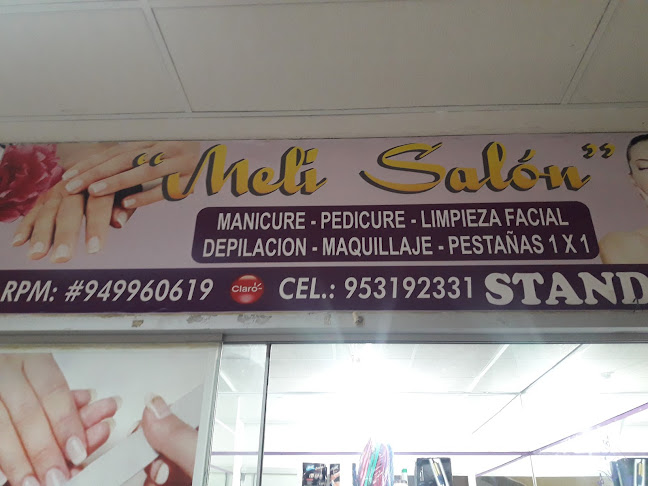 "Meli Salón"
MANICURE - PEDICURE - LIMPIEZA FACIAL
DEPILACION - MAQUILLAJE - PESTAÑAS 1 X 1
RPM: #949960619 Claro CEL.: 953192331 STAND